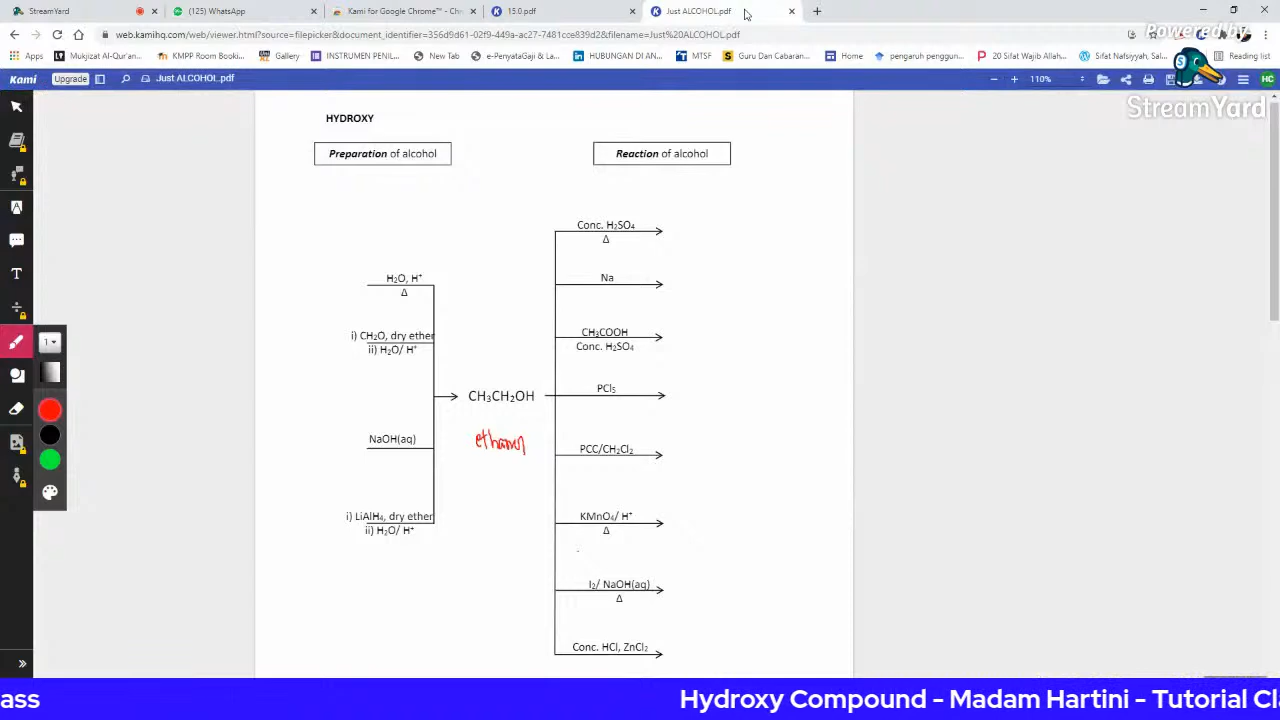 StreamYard
(125) WhatsApp
Kami for Google Chrome™ - Chr
15.0.pdf
Just ALCOHOL.pdf
web.kamihq.com/web/viewer.html?source=filepicker&document_identifier=356dc561-02f9-449a-ac27-7481cce839d2&filename=Just%20ALCOHOL.pdf
Powered by
StreamYard
Apps
Mukjizat Al-Quran:...
KMPP Room Booki...
Gallery
INSTRUMEN PENIL...
New Tab
e-PenyataGaji & La...
HUBUNGAN DI AN...
MTSF
Guru Dan Cabaran...
Home
pengaruh penggun...
20 Sifat Wajib Allah...
Sifat Nafsiyyah, Sal...
Reading list
Kami
Upgrade
Just ALCOHOL.pdf
110%
HC
HYDROXY
Preparation of alcohol
Reaction of alcohol
H₂O, H⁺
Δ
i) CH₂O, dry ether
ii) H₂O/ H⁺
NaOH(aq)
i) LiAlH₄, dry ether
ii) H₂O/ H⁺
CH₃CH₂OH
ethanol
Conc. H₂SO₄
Δ
Na
CH₃COOH
Conc. H₂SO₄
PCl₅
PCC/CH₂Cl₂
KMnO₄/ H⁺
Δ
I₂/ NaOH(aq)
Δ
Conc. HCl, ZnCl₂
1
ass
Hydroxy Compound - Madam Hartini - Tutorial Cl